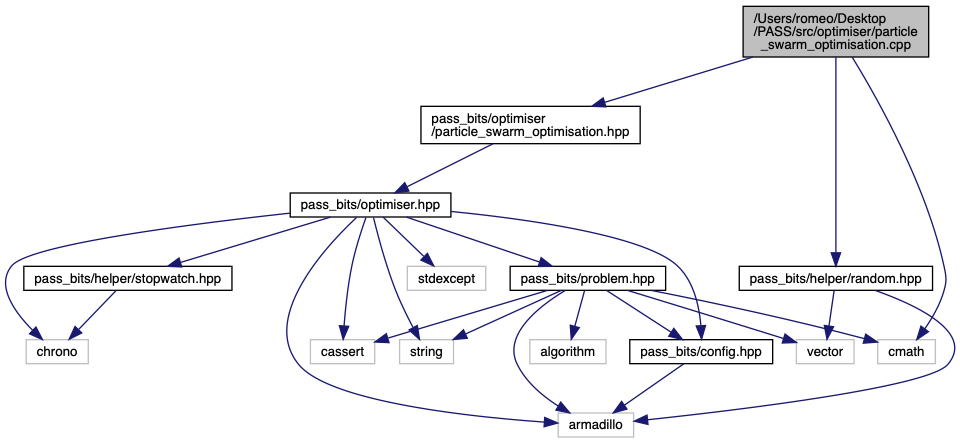 /Users/romeo/Desktop
/PASS/src/optimiser/particle
_swarm_optimisation.cpp
pass_bits/optimiser
/particle_swarm_optimisation.hpp
pass_bits/optimiser.hpp
pass_bits/helper/stopwatch.hpp
stdexcept
pass_bits/problem.hpp
pass_bits/helper/random.hpp
chrono
cassert
string
algorithm
pass_bits/config.hpp
vector
cmath
armadillo